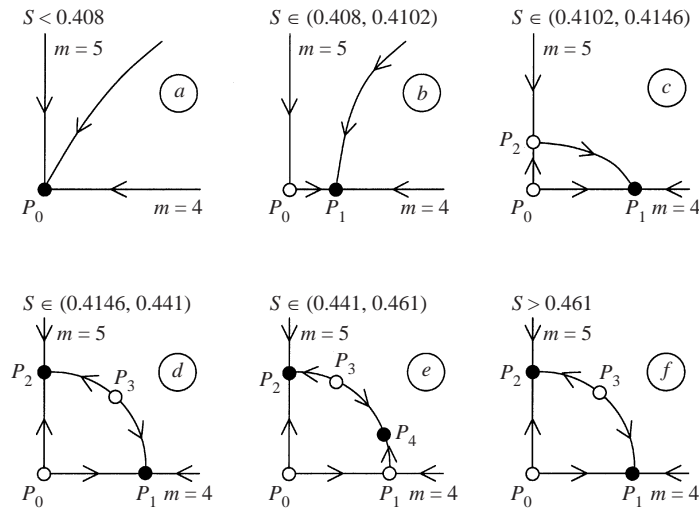 S < 0.408
m = 5
a
P0
m = 4
S ∈ (0.408, 0.4102)
m = 5
b
P0
P1
m = 4
S ∈ (0.4102, 0.4146)
m = 5
c
P2
P0
P1 m = 4
S ∈ (0.4146, 0.441)
m = 5
d
P2
P3
P0
P1 m = 4
S ∈ (0.441, 0.461)
m = 5
e
P2
P3
P4
P0
P1 m = 4
S > 0.461
m = 5
f
P2
P3
P0
P1 m = 4